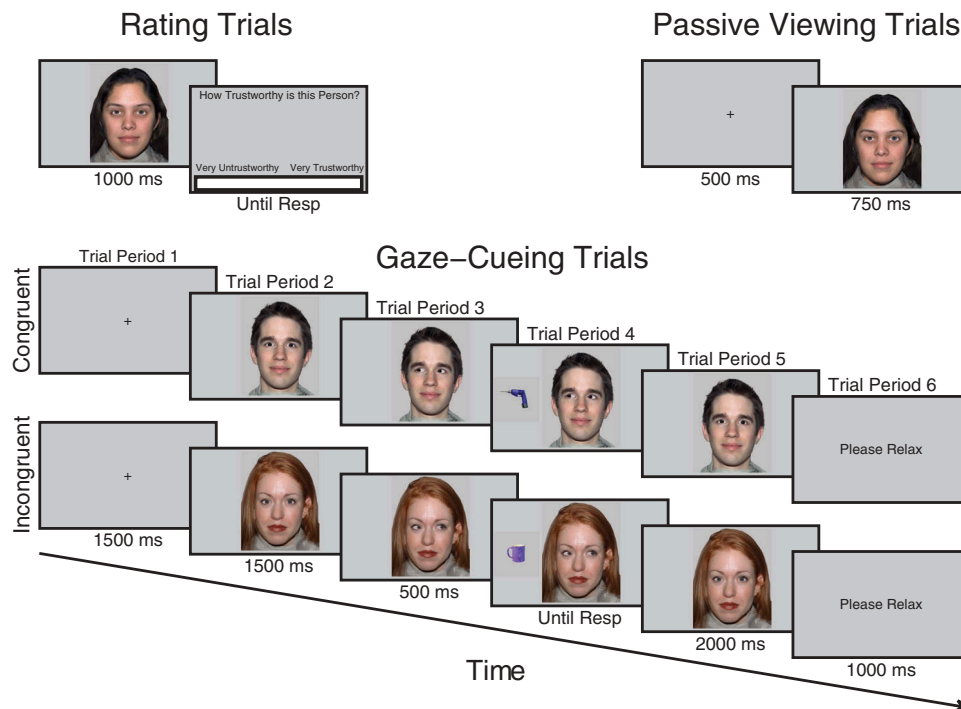 Rating Trials
Passive Viewing Trials
How Trustworthy is this Person?
Very Untrustworthy Very Trustworthy
1000 ms
Until Resp
+
500 ms
750 ms
Gaze–Cueing Trials
Congruent
Trial Period 1
Trial Period 2
Trial Period 3
Trial Period 4
Trial Period 5
Trial Period 6
+
Please Relax
Incongruent
+
Please Relax
1500 ms
1500 ms
500 ms
Until Resp
2000 ms
1000 ms
Time